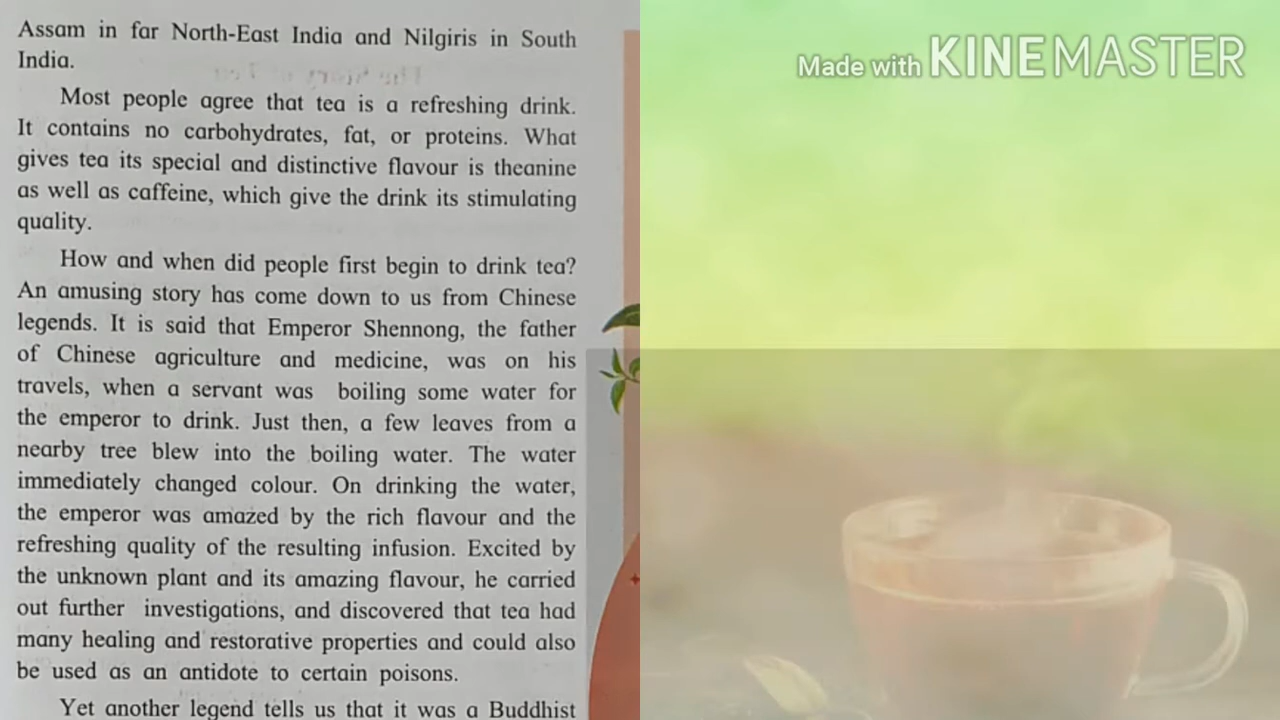 Assam in far North-East India and Nilgiris in South
India.
Most people agree that tea is a refreshing drink.
It contains no carbohydrates, fat, or proteins. What
gives tea its special and distinctive flavour is theanine
as well as caffeine, which give the drink its stimulating
quality.
How and when did people first begin to drink tea?
An amusing story has come down to us from Chinese
legends. It is said that Emperor Shennong, the father
of Chinese agriculture and medicine, was on his
travels, when a servant was boiling some water for
the emperor to drink. Just then, a few leaves from a
nearby tree blew into the boiling water. The water
immediately changed colour. On drinking the water,
the emperor was amazed by the rich flavour and the
refreshing quality of the resulting infusion. Excited by
the unknown plant and its amazing flavour, he carried
out further investigations, and discovered that tea had
many healing and restorative properties and could also
be used as an antidote to certain poisons.
Yet another legend tells us that it was a Buddhist
Made with KINEMASTER